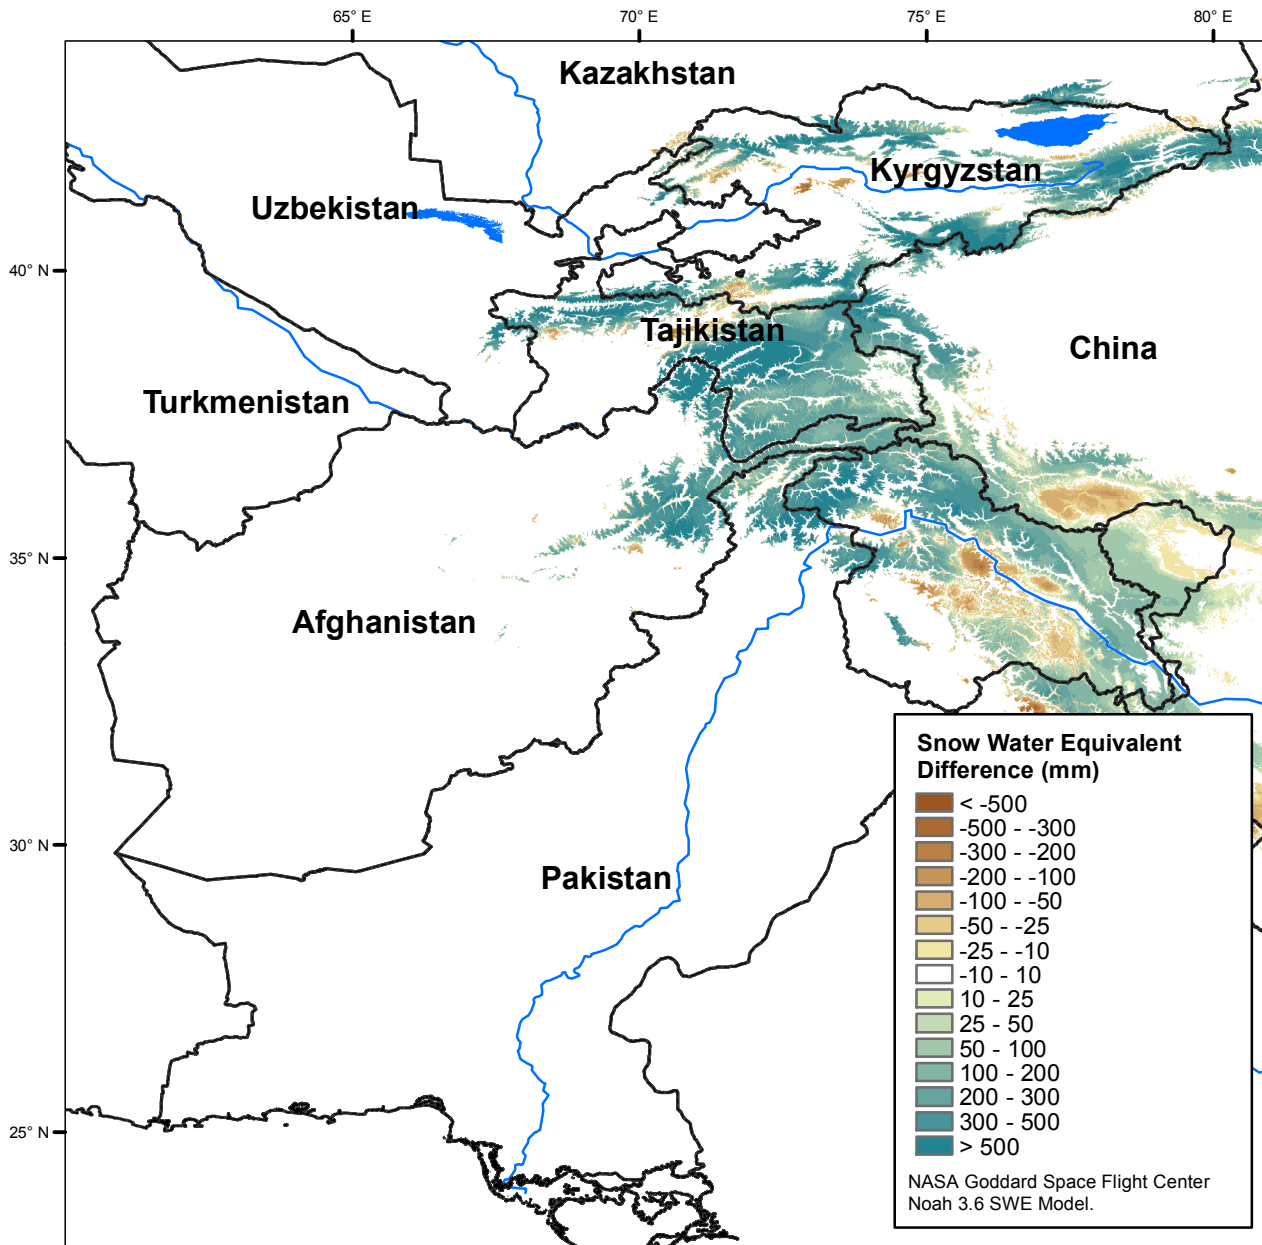 65° E
70° E
75° E
80° E
Kazakhstan
Kyrgyzstan
Uzbekistan
40° N
Tajikistan
China
Turkmenistan
35° N
Afghanistan
30° N
Pakistan
25° N
Snow Water Equivalent
Difference (mm)
< -500
-500 - -300
-300 - -200
-200 - -100
-100 - -50
-50 - -25
-25 - -10
-10 - 10
10 - 25
25 - 50
50 - 100
100 - 200
200 - 300
300 - 500
> 500
NASA Goddard Space Flight Center
Noah 3.6 SWE Model.